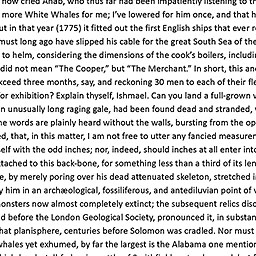 now cried Ahab, who thus far had been impatiently listening to th
more White Whales for me; I've lowered for him once, and that h
ut in that year (1775) it fitted out the first English ships that ever r
must long ago have slipped his cable for the great South Sea of the
to helm, considering the dimensions of the cook's boilers, includi
did not mean "The Cooper," but "The Merchant." In short, this anc
xceed three months, say, and reckoning 30 men to each of their fle
for exhibition? Explain thyself, Ishmael. Can you land a full-grown v
n unusually long raging gale, had been found dead and stranded, w
he words are plainly heard without the walls, bursting from the op
ed, that, in this matter, I am not free to utter any fancied measurem
self with the odd inches; nor, indeed, should inches at all enter into
ttached to this back-bone, for something less than a third of its len
e, by merely poring over his dead attenuated skeleton, stretched in
y him in an archæological, fossiliferous, and antediluvian point of v
monsters now almost completely extinct; the subsequent relics disc
d before the London Geological Society, pronounced it, in substan
hat planisphere, centuries before Solomon was cradled. Nor must
whales yet exhumed, by far the largest is the Alabama one mention